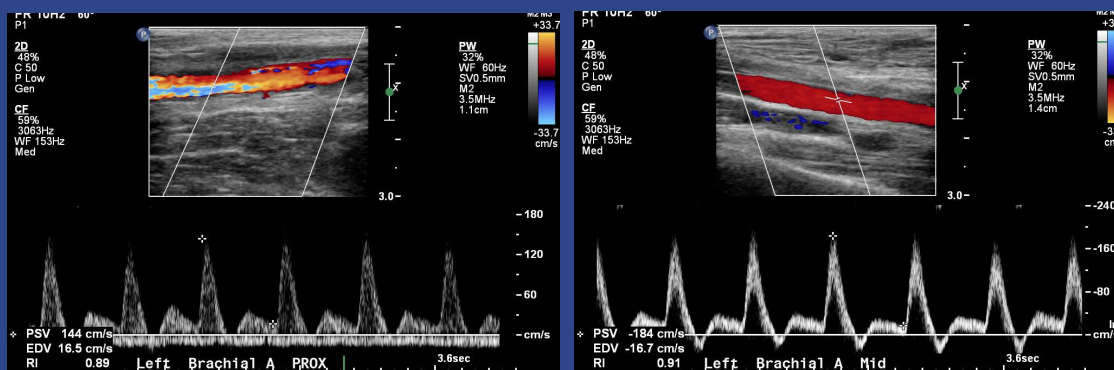 FR 10Hz 60°
P1
2D
48%
C 50
P Low
Gen
CF
59%
3063Hz
WF 153Hz
Med
P
PW
32%
WF 60Hz
SV0.5mm
M2
3.5MHz
1.1cm
M2 M3
+33.7
-33.7
cm/s
X
3.0
180
120
60
cm/s
PSV 144 cm/s
EDV 16.5 cm/s
RI 0.89
Left Brachial A PROX
3.6sec
FR 10Hz 60°
P1
2D
48%
C 50
P Low
Gen
CF
59%
3063Hz
WF 153Hz
Med
P
PW
32%
WF 60Hz
SV0.5mm
M2
3.5MHz
1.4cm
X
3.0
-160
-80
cm/s
PSV -184 cm/s
EDV -16.7 cm/s
RI 0.91
Left Brachial A Mid
3.6sec